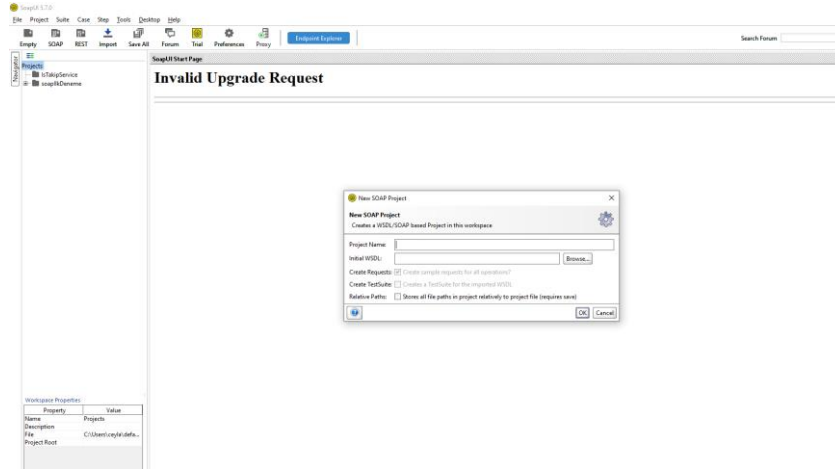 SoapUI 5.7.0
File Project Suite Case Step Tools Desktop Help
Empty SOAP REST Import Save All Forum Trial Preferences Proxy
Endpoint Explorer
Search Forum
Navigator
Projects
IsTakipService
soapIlkDeneme
SoapUI Start Page
Invalid Upgrade Request
New SOAP Project
New SOAP Project
Creates a WSDL/SOAP based Project in this workspace
Project Name:
Initial WSDL: Browse...
Create Requests: Create sample requests for all operations?
Create TestSuite: Creates a TestSuite for the imported WSDL
Relative Paths: Stores all file paths in project relatively to project file (requires save)
OK Cancel
Workspace Properties
Property Value
Name Projects
Description
File C:\Users\ceyla\defa...
Project Root